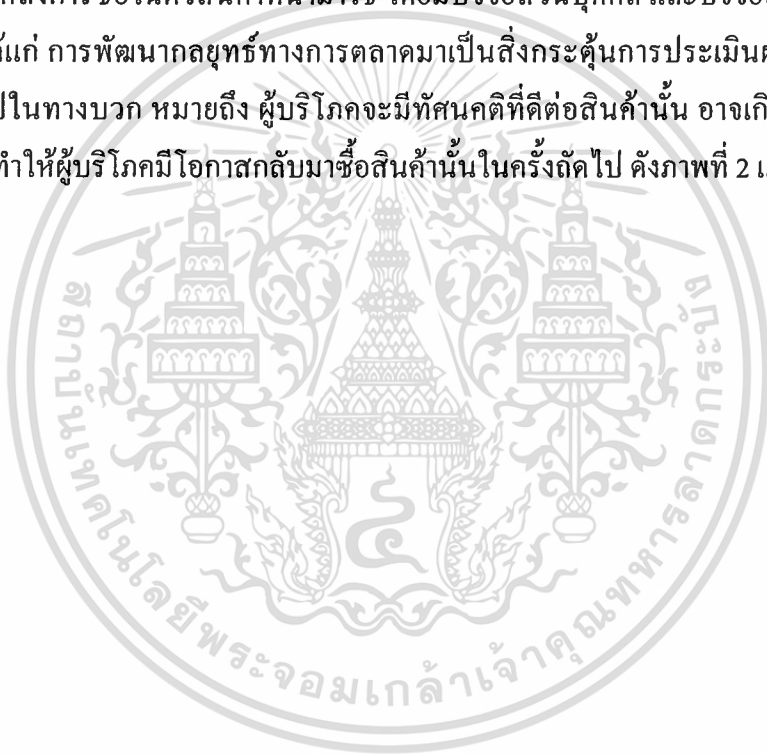 แก่ การพัฒนากลยุทธ์ทางการตลาดมาเป็นสิ่งกระตุ้นการประเมินผ
ปในทางบวก หมายถึง ผู้บริโภคจะมีทัศนคติที่ดีต่อสินค้านั้น อาจเกิ
ทำให้ผู้บริโภคมีโอกาสกลับมาซื้อสินค้านั้นในครั้งถัดไป ดังภาพที่ 2
สถาบันเทคโนโลยีพระจอมเกล้าเจ้าคุณทหารลาดกระบัง